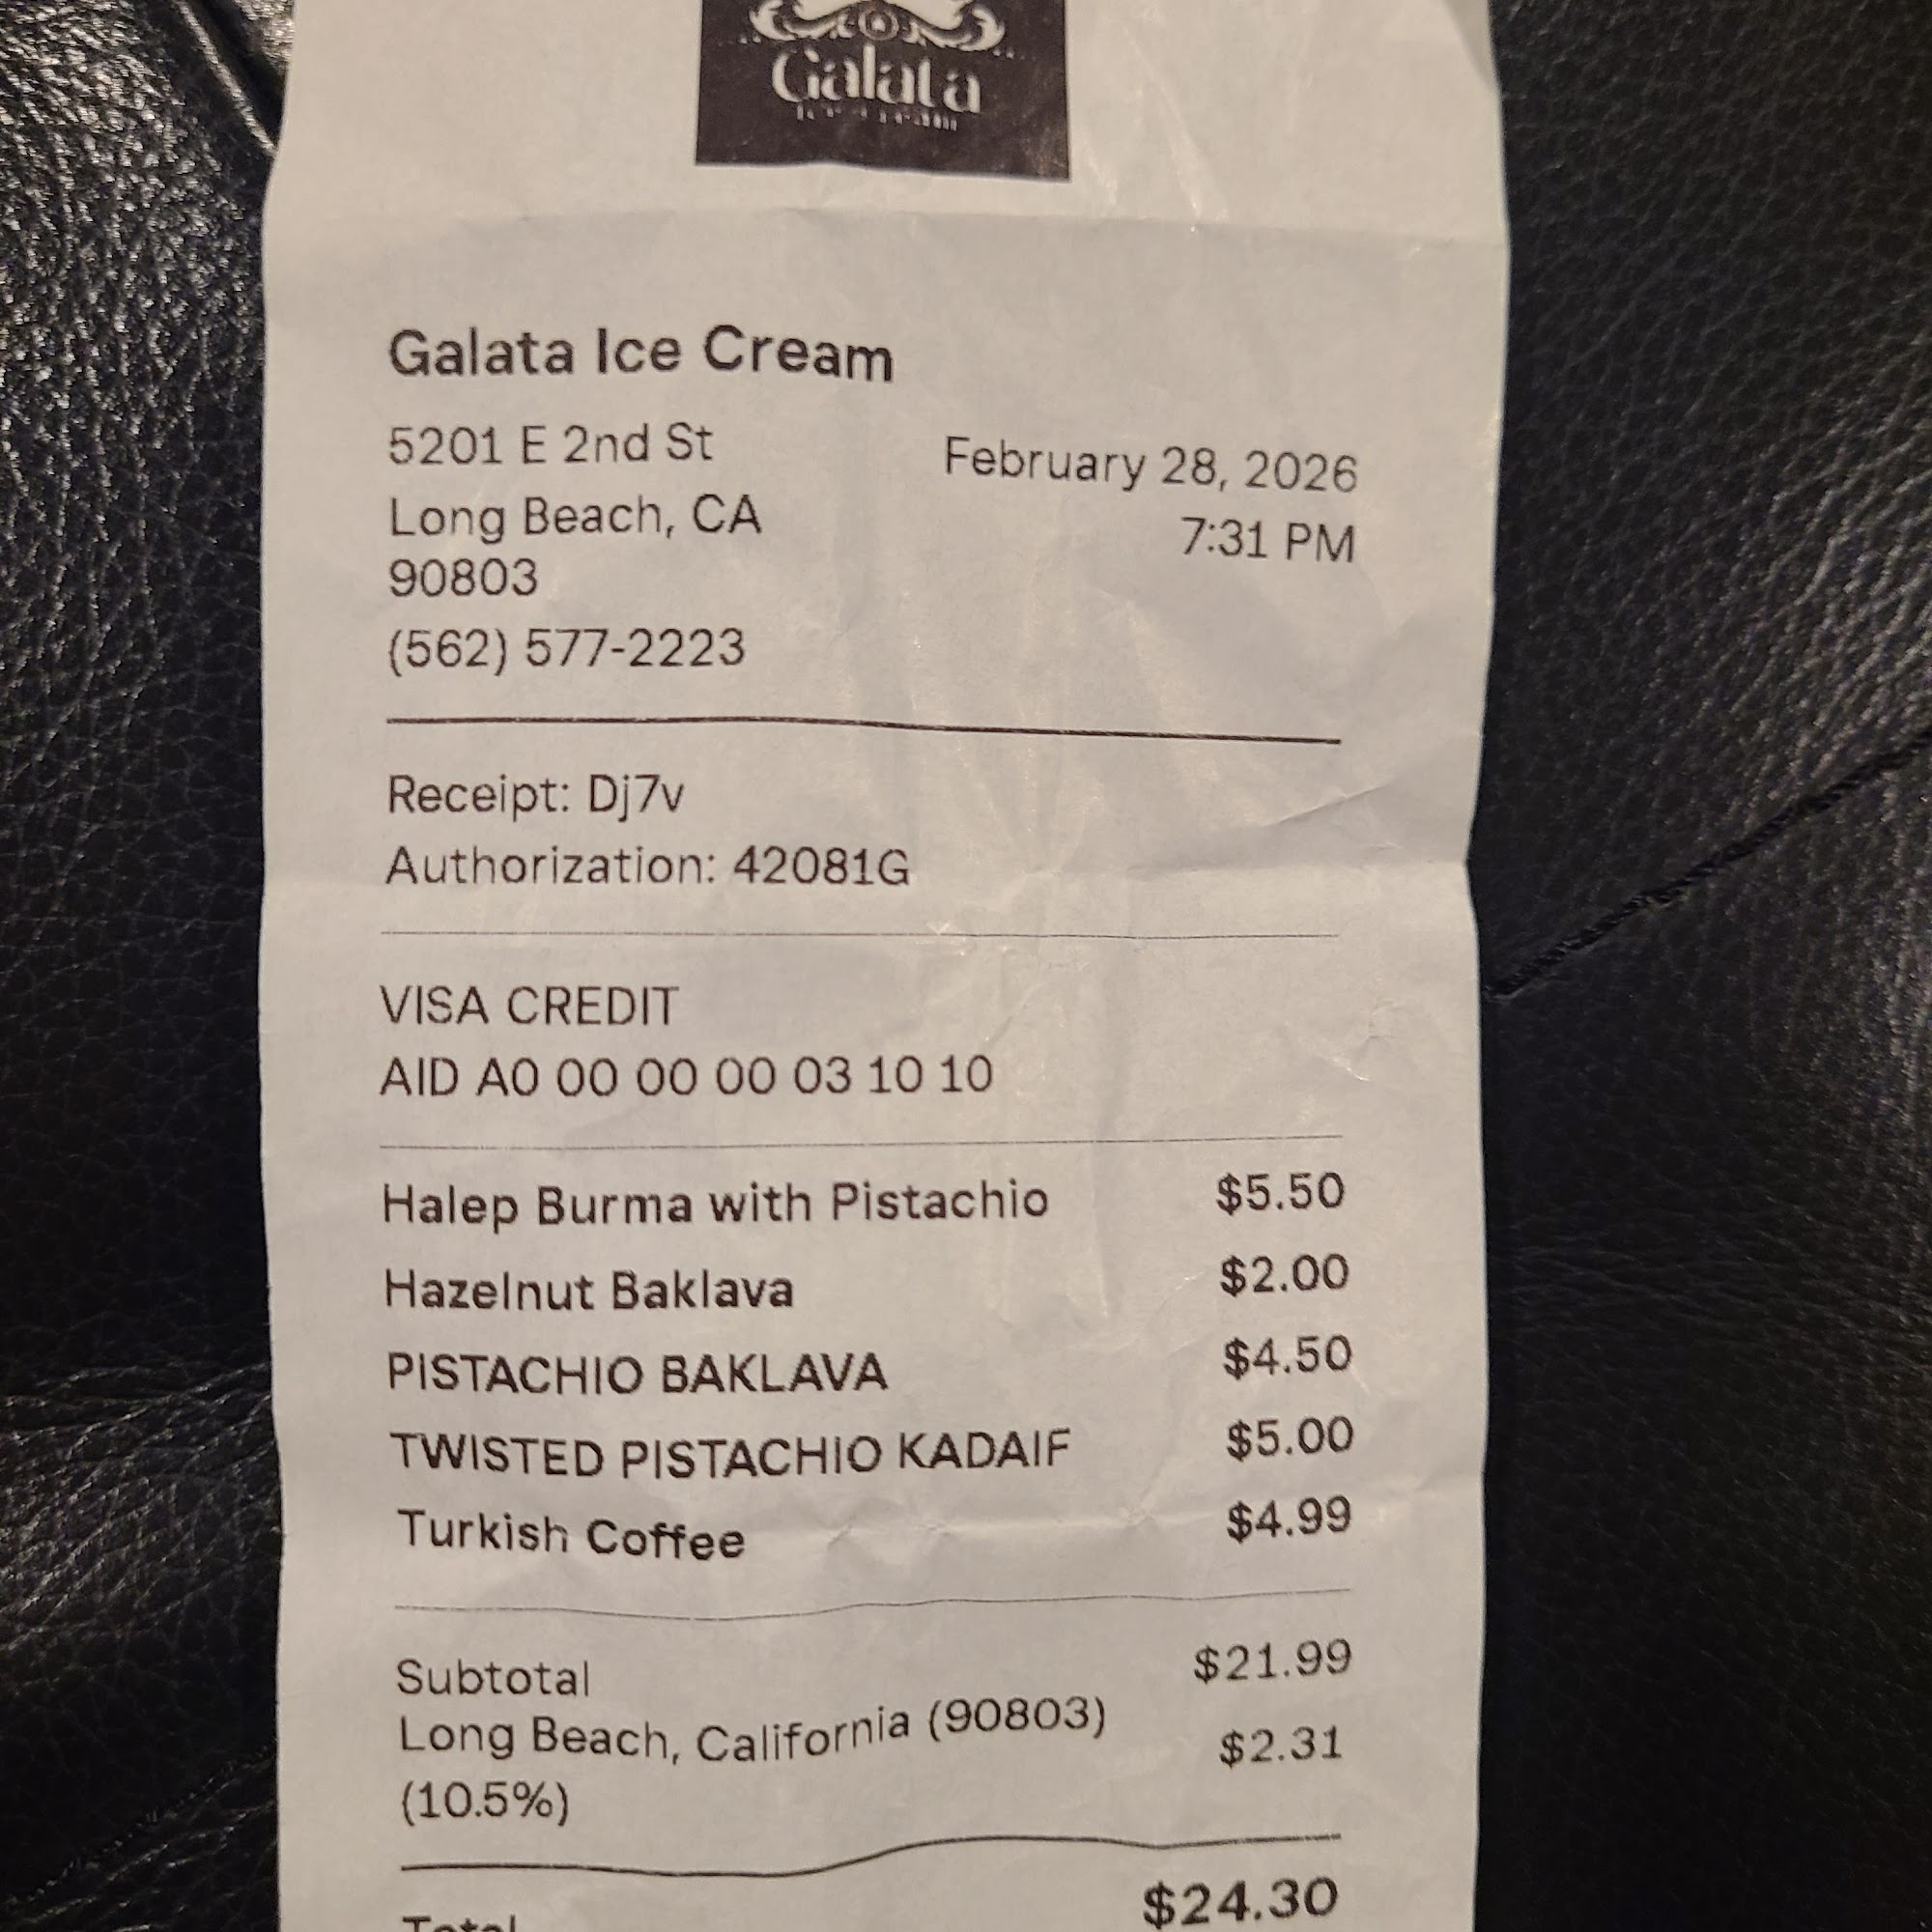 Galata
Galata Ice Cream
5201 E 2nd St
Long Beach, CA
90803
(562) 577-2223
February 28, 2026
7:31 PM
Receipt: Dj7v
Authorization: 42081G
VISA CREDIT
AID A0 00 00 00 03 10 10
Halep Burma with Pistachio $5.50
Hazelnut Baklava $2.00
PISTACHIO BAKLAVA $4.50
TWISTED PISTACHIO KADAIF $5.00
Turkish Coffee $4.99
Subtotal $21.99
Long Beach, California (90803) $2.31
(10.5%)
Total $24.30